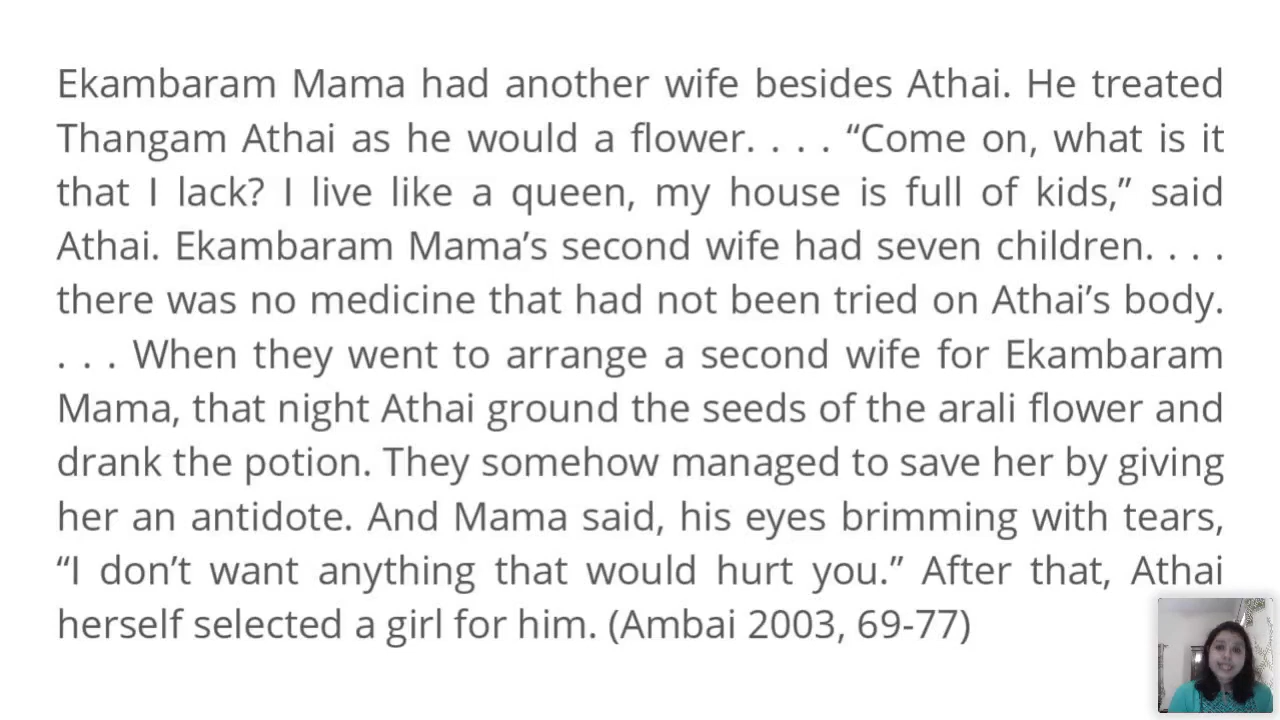 Ekambaram Mama had another wife besides Athai. He treated
Thangam Athai as he would a flower. . . . “Come on, what is it
that I lack? I live like a queen, my house is full of kids,” said
Athai. Ekambaram Mama’s second wife had seven children. . . .
there was no medicine that had not been tried on Athai’s body.
. . . When they went to arrange a second wife for Ekambaram
Mama, that night Athai ground the seeds of the arali flower and
drank the potion. They somehow managed to save her by giving
her an antidote. And Mama said, his eyes brimming with tears,
“I don’t want anything that would hurt you.” After that, Athai
herself selected a girl for him. (Ambai 2003, 69-77)